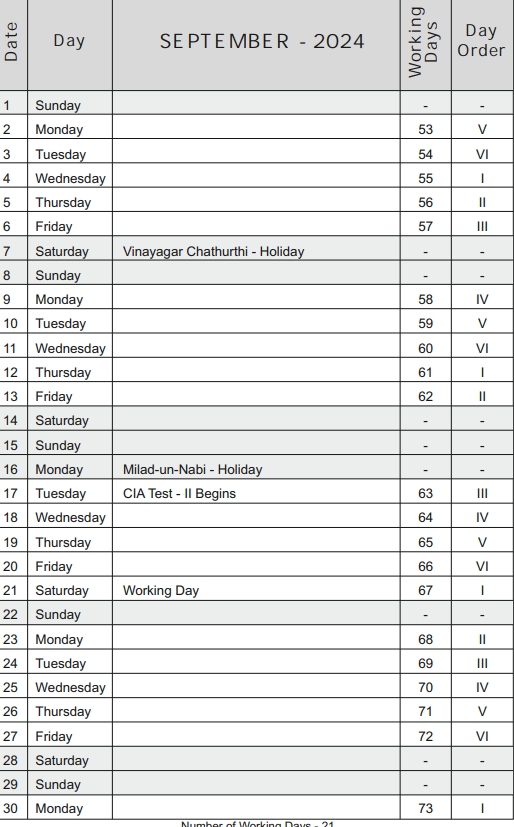 Date Day SEPTEMBER - 2024 Working Days Day Order
1 Sunday - -
2 Monday 53 V
3 Tuesday 54 VI
4 Wednesday 55 I
5 Thursday 56 II
6 Friday 57 III
7 Saturday Vinayagar Chathurthi - Holiday - -
8 Sunday - -
9 Monday 58 IV
10 Tuesday 59 V
11 Wednesday 60 VI
12 Thursday 61 I
13 Friday 62 II
14 Saturday - -
15 Sunday - -
16 Monday Milad-un-Nabi - Holiday - -
17 Tuesday CIA Test - II Begins 63 III
18 Wednesday 64 IV
19 Thursday 65 V
20 Friday 66 VI
21 Saturday Working Day 67 I
22 Sunday - -
23 Monday 68 II
24 Tuesday 69 III
25 Wednesday 70 IV
26 Thursday 71 V
27 Friday 72 VI
28 Saturday - -
29 Sunday - -
30 Monday 73 I
Number of Working Days - 21